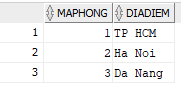 MAPHONG DIADIEM
1 1 TP HCM
2 2 Ha Noi
3 3 Da Nang